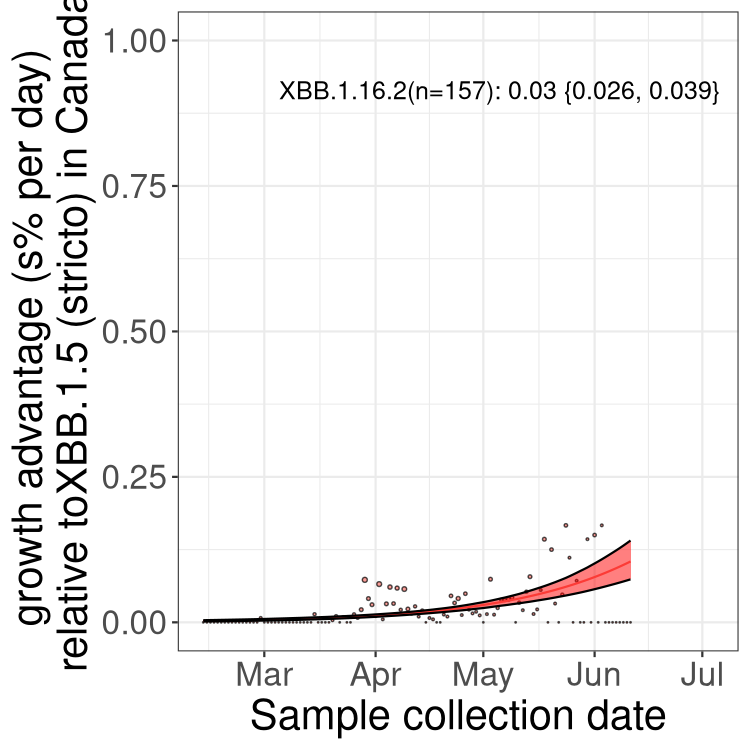 growth advantage (s% per day)
relative toXBB.1.5 (stricto) in Canada
1.00
0.75
0.50
0.25
0.00
XBB.1.16.2(n=157): 0.03 {0.026, 0.039}
Mar Apr May Jun Jul
Sample collection date